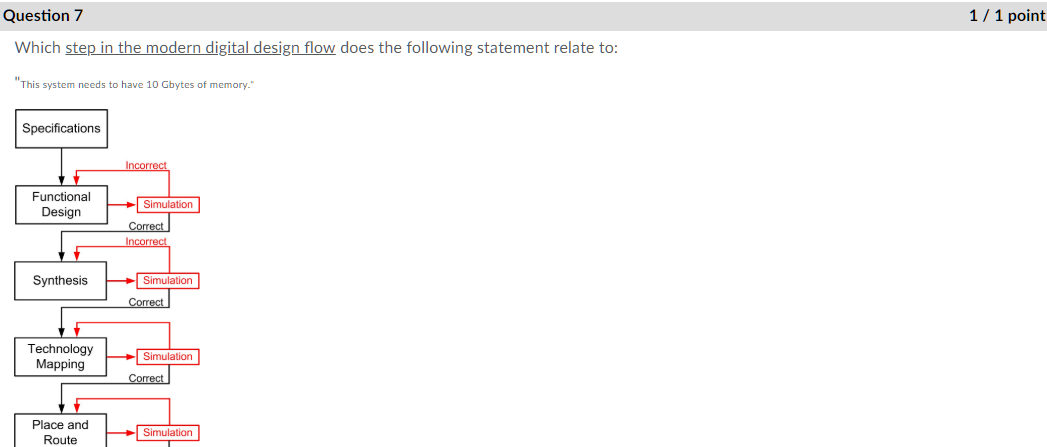 Question 7
1 / 1 point
Which step in the modern digital design flow does the following statement relate to:
"This system needs to have 10 Gbytes of memory."
Specifications
Incorrect
Functional
Design
Simulation
Correct
Incorrect
Synthesis
Simulation
Correct
Technology
Mapping
Simulation
Correct
Place and
Route
Simulation